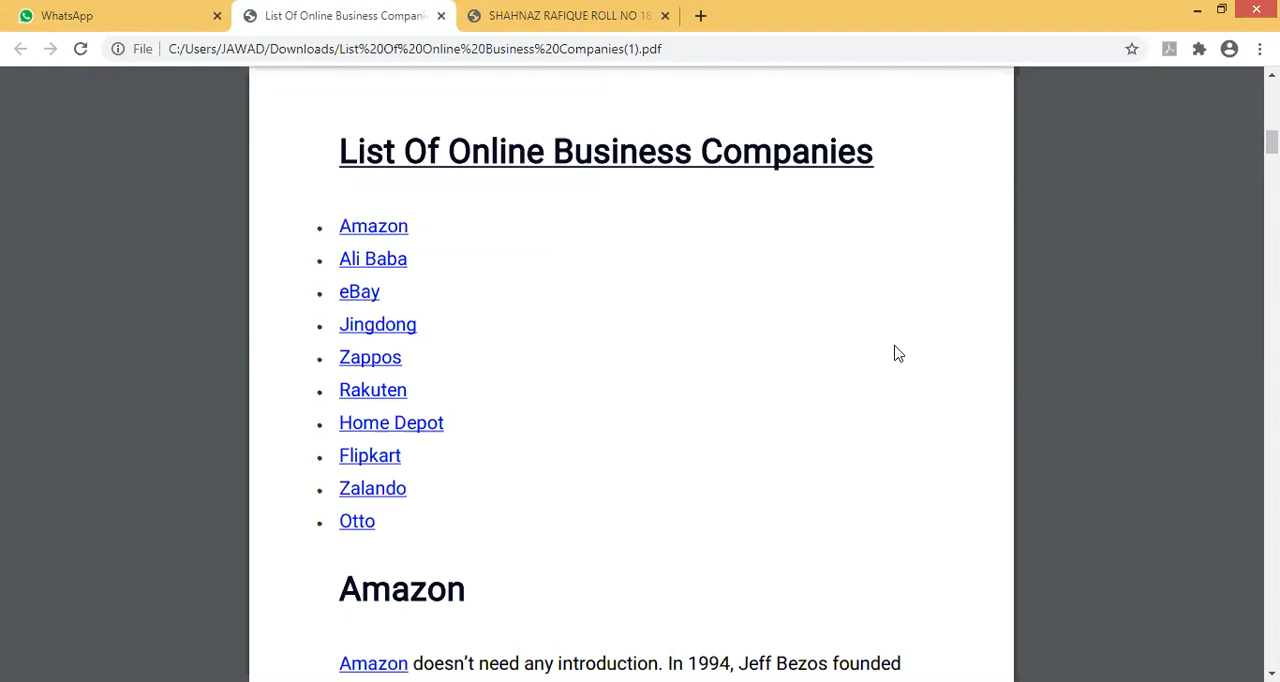 WhatsApp
List Of Online Business Compani
SHAHNAZ RAFIQUE ROLL NO 18
File
C:/Users/JAWAD/Downloads/List%20Of%20Online%20Business%20Companies(1).pdf
List Of Online Business Companies
• Amazon
• Ali Baba
• eBay
• Jingdong
• Zappos
• Rakuten
• Home Depot
• Flipkart
• Zalando
• Otto
Amazon
Amazon doesn’t need any introduction. In 1994, Jeff Bezos founded